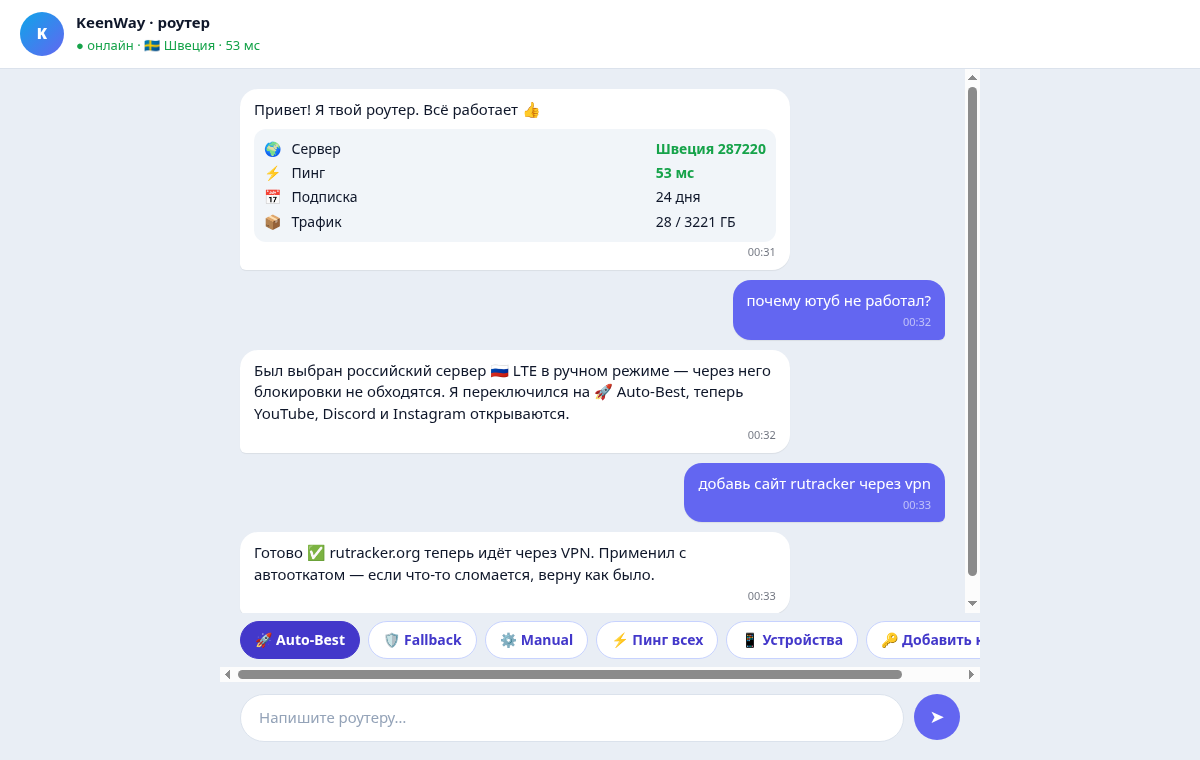 K
KeenWay · роутер
● онлайн · 🇸🇪 Швеция · 53 мс
Привет! Я твой роутер. Всё работает 👍
🌍 Сервер Швеция 287220
⚡ Пинг 53 мс
📅 Подписка 24 дня
📦 Трафик 28 / 3221 ГБ
00:31
почему ютуб не работал?
00:32
Был выбран российский сервер 🇷🇺 LTE в ручном режиме — через него
блокировки не обходятся. Я переключился на 🚀 Auto-Best, теперь
YouTube, Discord и Instagram открываются.
00:32
добавь сайт rutracker через vpn
00:33
Готово ✅ rutracker.org теперь идёт через VPN. Применил с
автооткатом — если что-то сломается, верну как было.
00:33
🚀 Auto-Best 🛡️ Fallback ⚙️ Manual ⚡ Пинг всех 📱 Устройства 🔑 Добавить
Напишите роутеру...
➤